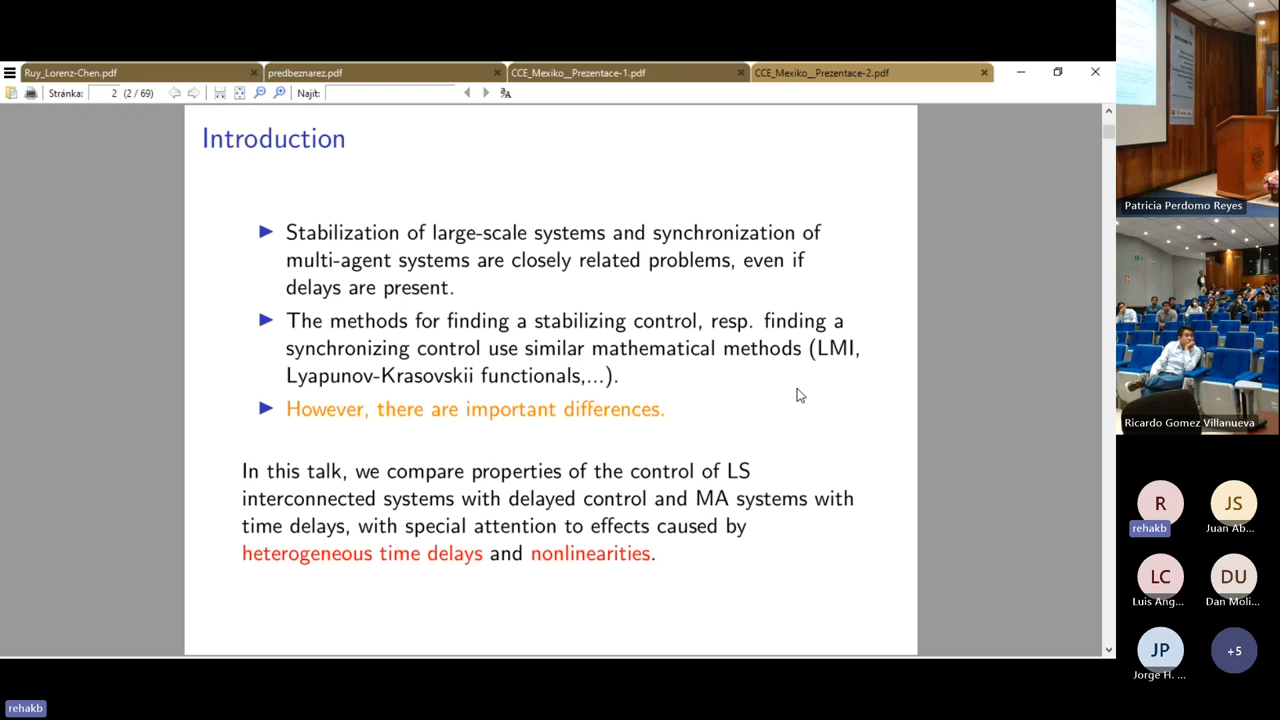 Ruy_Lorenz-Chen.pdf
predbeznarez.pdf
CCE_Mexiko__Prezentace-1.pdf
CCE_Mexiko__Prezentace-2.pdf
Stránka: 2 (2 / 69)
Najít:
Introduction
Stabilization of large-scale systems and synchronization of
multi-agent systems are closely related problems, even if
delays are present.
The methods for finding a stabilizing control, resp. finding a
synchronizing control use similar mathematical methods (LMI,
Lyapunov-Krasovskii functionals,...).
However, there are important differences.
In this talk, we compare properties of the control of LS
interconnected systems with delayed control and MA systems with
time delays, with special attention to effects caused by
heterogeneous time delays and nonlinearities.
Patricia Perdomo Reyes
Ricardo Gomez Villanueva
R
rehakb
JS
Juan Ab...
LC
Luis Ang...
DU
Dan Moli...
JP
Jorge H. ...
+5
rehakb